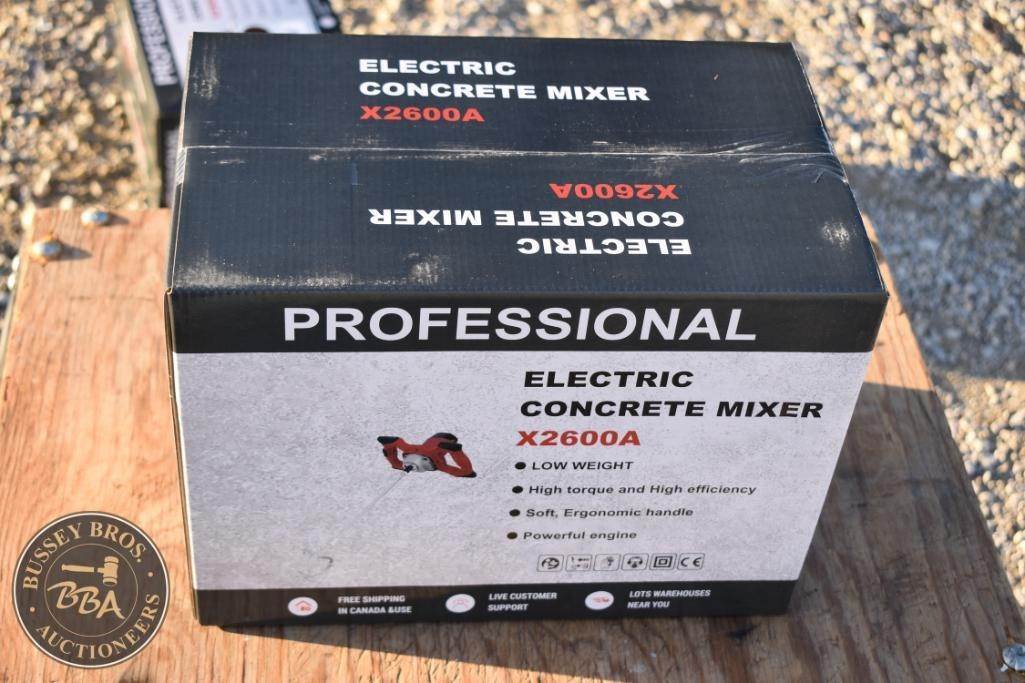 ELECTRIC
CONCRETE MIXER
X2600A
ELECTRIC
CONCRETE MIXER
X2600A
PROFESSIONAL
ELECTRIC
CONCRETE MIXER
X2600A
LOW WEIGHT
High torque and High efficiency
Soft, Ergonomic handle
Powerful engine
CE
FREE SHIPPING
IN CANADA &USE
LIVE CUSTOMER
SUPPORT
LOTS WAREHOUSES
NEAR YOU
BUSSEY BROS.
BBA
AUCTIONEERS